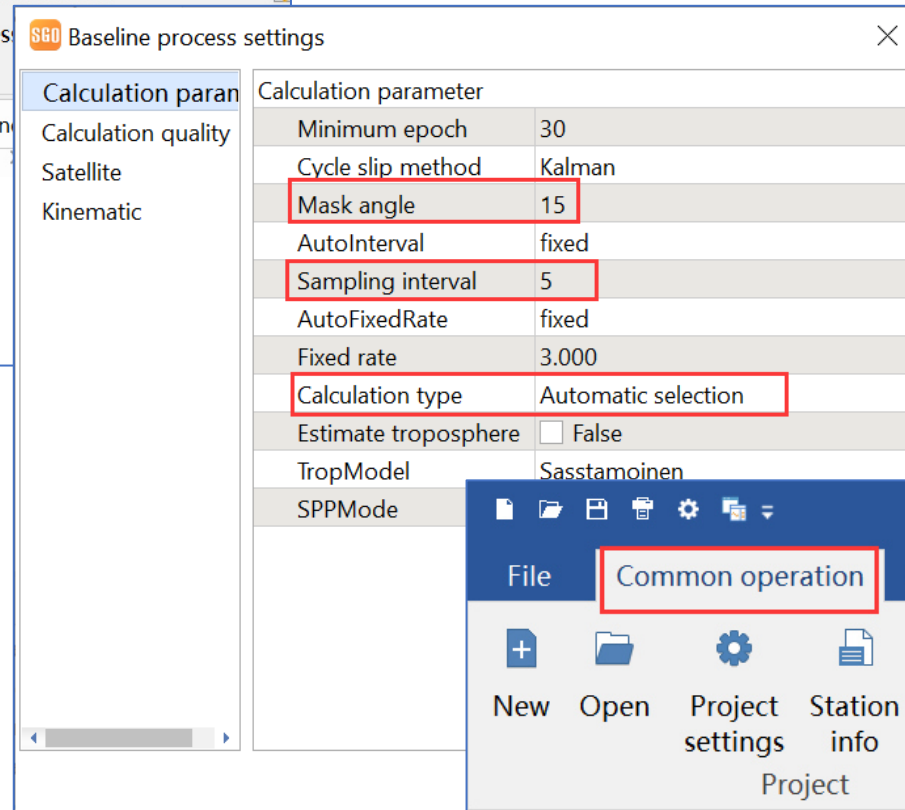 SGO Baseline process settings
Calculation param
Calculation quality
Satellite
Kinematic
Calculation parameter
Minimum epoch 30
Cycle slip method Kalman
Mask angle 15
AutoInterval fixed
Sampling interval 5
AutoFixedRate fixed
Fixed rate 3.000
Calculation type Automatic selection
Estimate troposphere False
TropModel Sasstamoinen
SPPMode
File Common operation
New Open Project settings Station info
Project